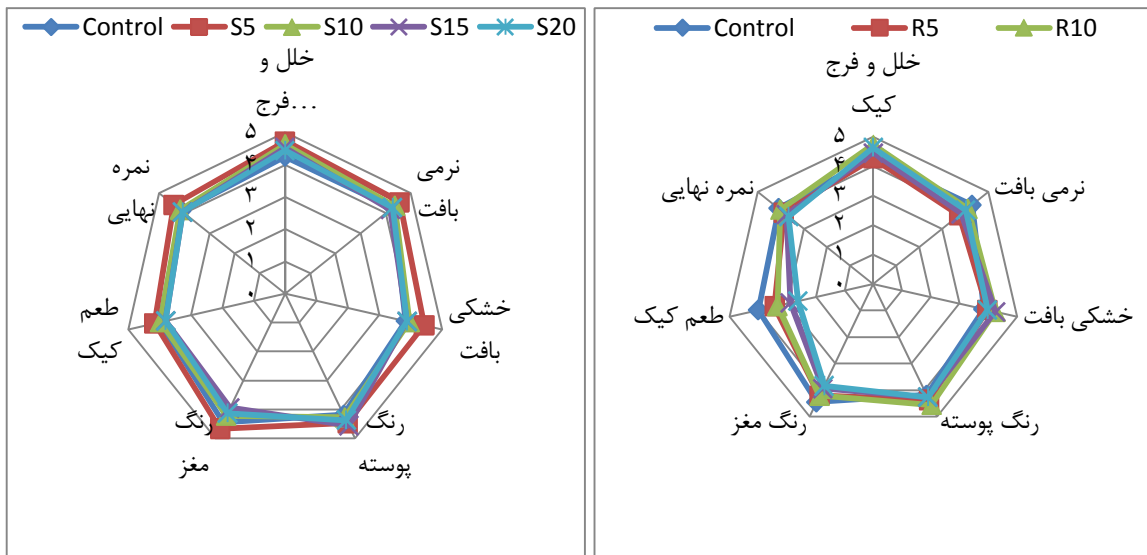 Control S5 S10 S15 S20
خلل و
فرج...
نرمی
بافت
خشکی
بافت
رنگ
پوسته
رنگ
مغز
طعم
کیک
نمره
نهایی
۵
۴
۳
۲
۱
۰
Control R5 R10
خلل و فرج
کیک
نرمی بافت
خشکی بافت
رنگ پوسته
رنگ مغز
طعم کیک
نمره نهایی
۵
۴
۳
۲
۱
۰